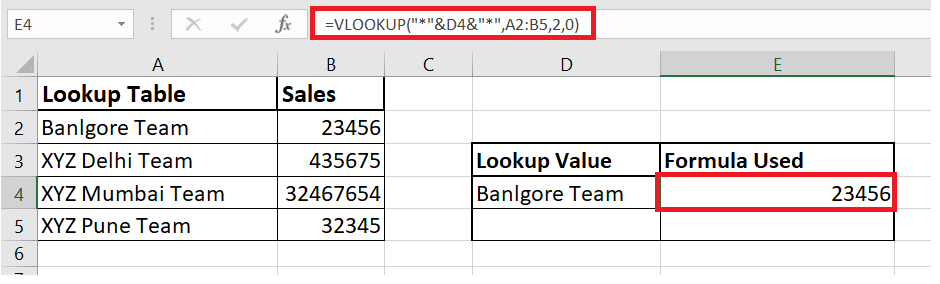 E4 fx =VLOOKUP("*"&D4&"*",A2:B5,2,0)
A B C D E
1 Lookup Table Sales
2 Banlgore Team 23456
3 XYZ Delhi Team 435675 Lookup Value Formula Used
4 XYZ Mumbai Team 32467654 Banlgore Team 23456
5 XYZ Pune Team 32345
6